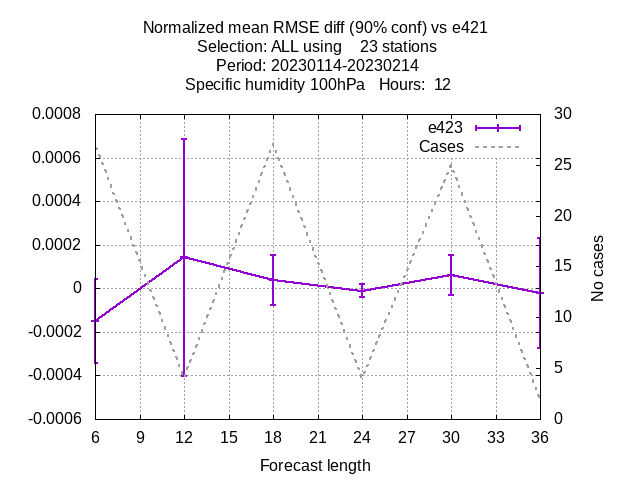 Normalized mean RMSE diff (90% conf) vs e421
Selection: ALL using    23 stations
Period: 20230114-20230214
Specific humidity 100hPa   Hours:  12
e423
Cases
0.0008
0.0006
0.0004
0.0002
0
-0.0002
-0.0004
-0.0006
30
25
20
15
10
5
0
No cases
6 9 12 15 18 21 24 27 30 33 36
Forecast length